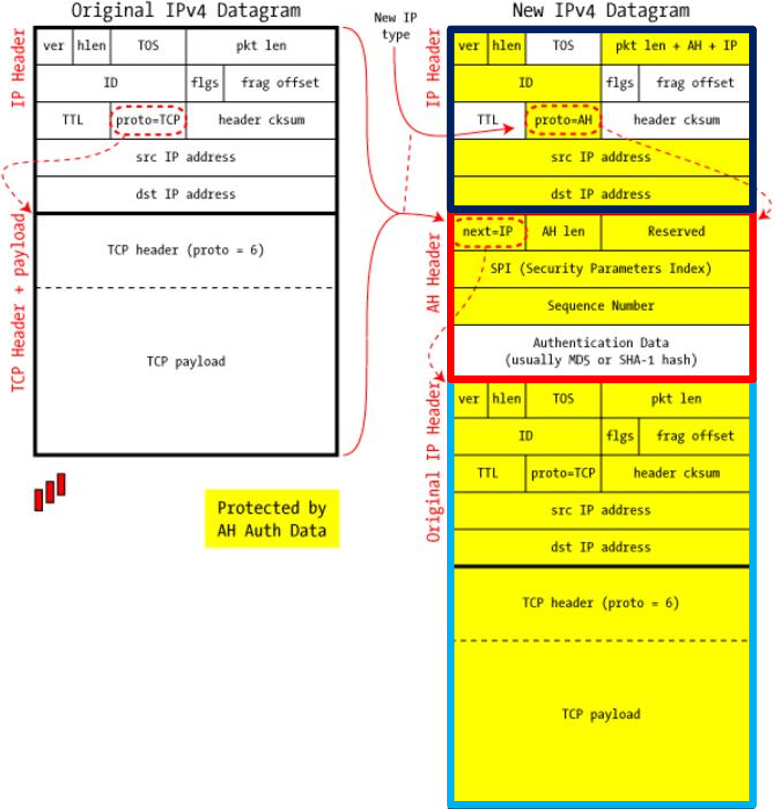 Original IPv4 Datagram
IP Header
ver hlen TOS pkt len
ID flgs frag offset
TTL proto=TCP header cksum
src IP address
dst IP address
TCP Header + payload
TCP header (proto = 6)
TCP payload
Protected by
AH Auth Data
New IP
type
New IPv4 Datagram
IP Header
ver hlen TOS pkt len + AH + IP
ID flgs frag offset
TTL proto=AH header cksum
src IP address
dst IP address
AH Header
next=IP AH len Reserved
SPI (Security Parameters Index)
Sequence Number
Authentication Data
(usually MD5 or SHA-1 hash)
Original IP Header
ver hlen TOS pkt len
ID flgs frag offset
TTL proto=TCP header cksum
src IP address
dst IP address
TCP header (proto = 6)
TCP payload